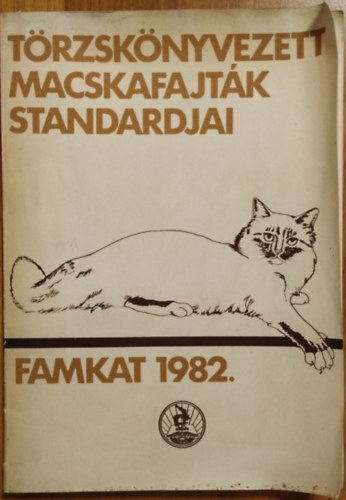 TÖRZSKÖNYVEZETT
MACSKAFAJTÁK
STANDARDJAI
FAMKAT 1982.